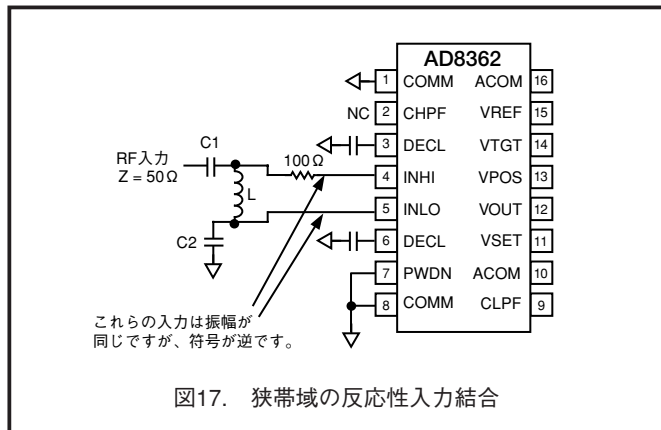 AD8362
1 COMM ACOM 16
NC 2 CHPF VREF 15
3 DECL VTGT 14
RF入力
Z = 50Ω
C1
100Ω
4 INHI VPOS 13
L
5 INLO VOUT 12
C2
6 DECL VSET 11
7 PWDN ACOM 10
8 COMM CLPF 9
これらの入力は振幅が
同じですが、符号が逆です。
図17. 狭帯域の反応性入力結合